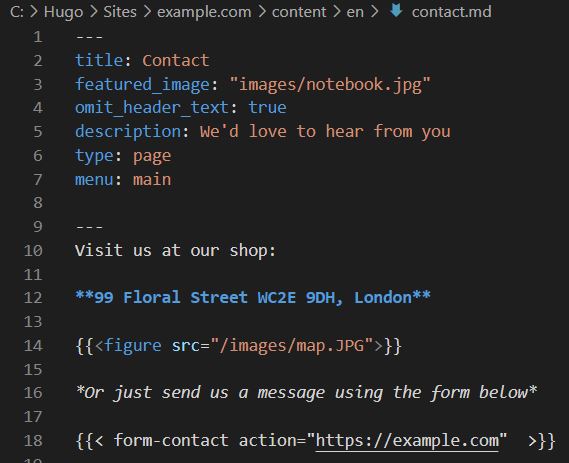 C: > Hugo > Sites > example.com > content > en > contact.md
1 ---
2 title: Contact
3 featured_image: "images/notebook.jpg"
4 omit_header_text: true
5 description: We'd love to hear from you
6 type: page
7 menu: main
8
9 ---
10 Visit us at our shop:
11
12 **99 Floral Street WC2E 9DH, London**
13
14 {{<figure src="/images/map.JPG">}}
15
16 *Or just send us a message using the form below*
17
18 {{< form-contact action="https://example.com"  >}}